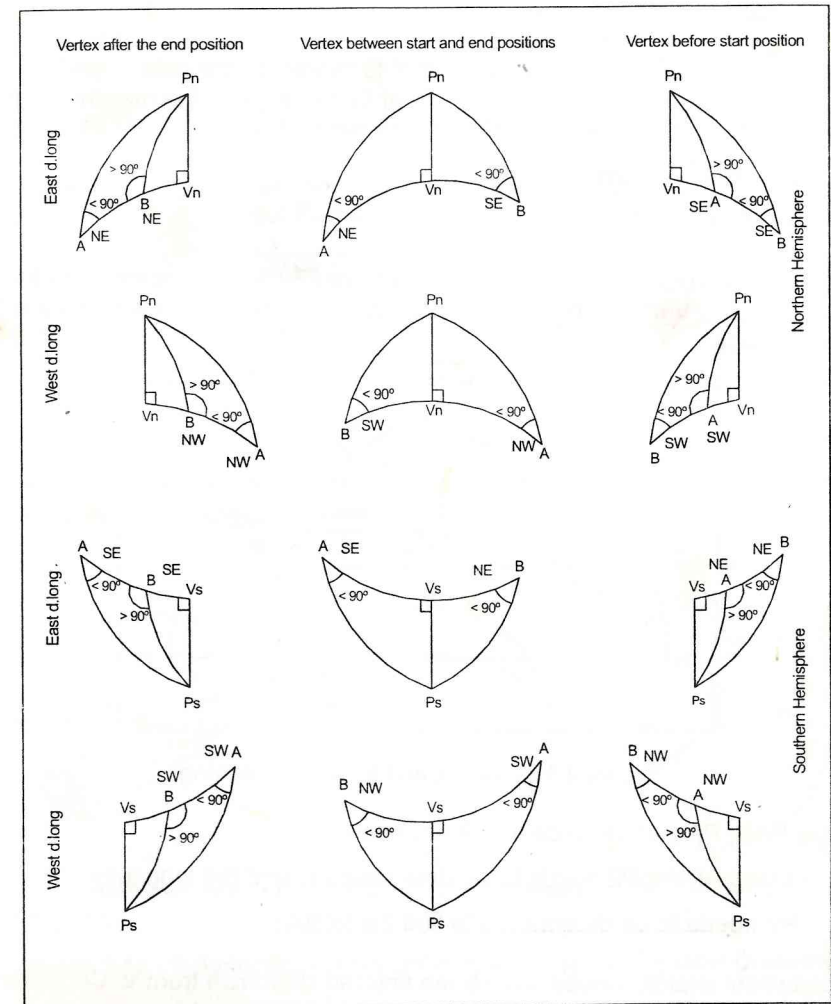 Vertex after the end position
Vertex between start and end positions
Vertex before start position
East d.long
Northern Hemisphere
Pn
> 90º
< 90º
Vn
B
NE
NE
A
Pn
< 90º
< 90º
Vn
SE
B
NE
A
Pn
> 90º
Vn
< 90º
SE A
SE
B
West d.long
Pn
> 90º
Vn
< 90º
B
NW
NW A
Pn
< 90º
< 90º
Vn
B
SW
NW
A
Pn
> 90º
< 90º
Vn
A
SW
SW
B
East d.long
Southern Hemisphere
A
SE
SE
B
Vs
< 90º
> 90º
Ps
A
SE
B
NE
Vs
< 90º
< 90º
Ps
B
NE
NE
A
Vs
< 90º
> 90º
Ps
West d.long
SW A
SW
B
Vs
< 90º
> 90º
Ps
A
SW
B
NW
Vs
< 90º
< 90º
Ps
B
NW
NW
A
Vs
< 90º
> 90º
Ps